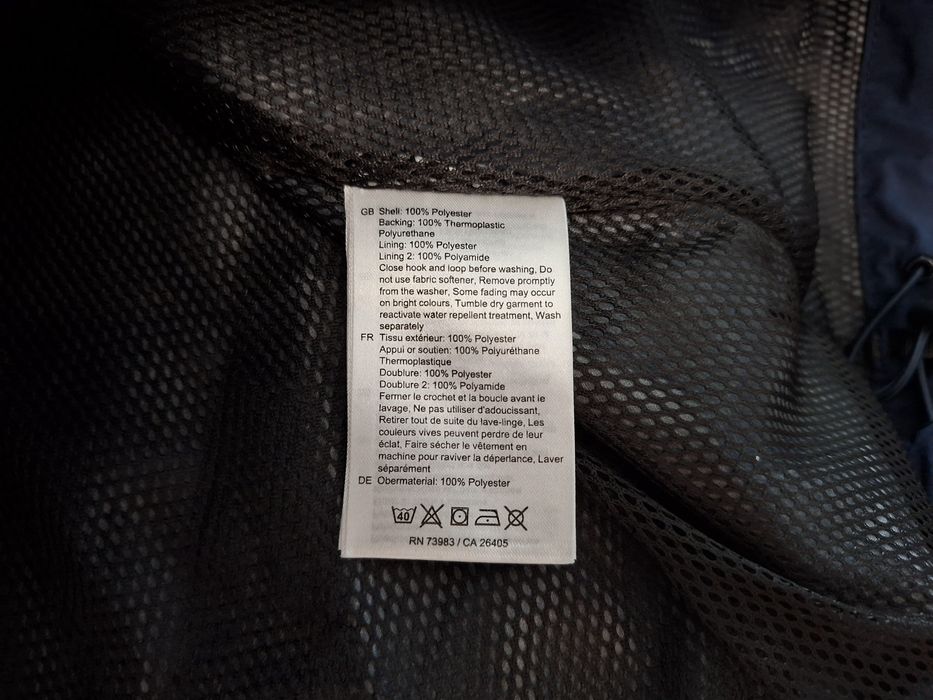 GB Shell: 100% Polyester
Backing: 100% Thermoplastic
Polyurethane
Lining: 100% Polyester
Lining 2: 100% Polyamide
Close hook and loop before washing, Do
not use fabric softener, Remove promptly
from the washer, Some fading may occur
on bright colours, Tumble dry garment to
reactivate water repellent treatment, Wash
separately
FR Tissu extérieur: 100% Polyester
Appui or soutien: 100% Polyuréthane
Thermoplastique
Doublure: 100% Polyester
Doublure 2: 100% Polyamide
Fermer le crochet et la boucle avant le
lavage, Ne pas utiliser d'adoucissant,
Retirer tout de suite du lave-linge, Les
couleurs vives peuvent perdre de leur
éclat, Faire sécher le vêtement en
machine pour raviver la déperlance, Laver
séparément
DE Obermaterial: 100% Polyester
40
RN 73983 / CA 26405